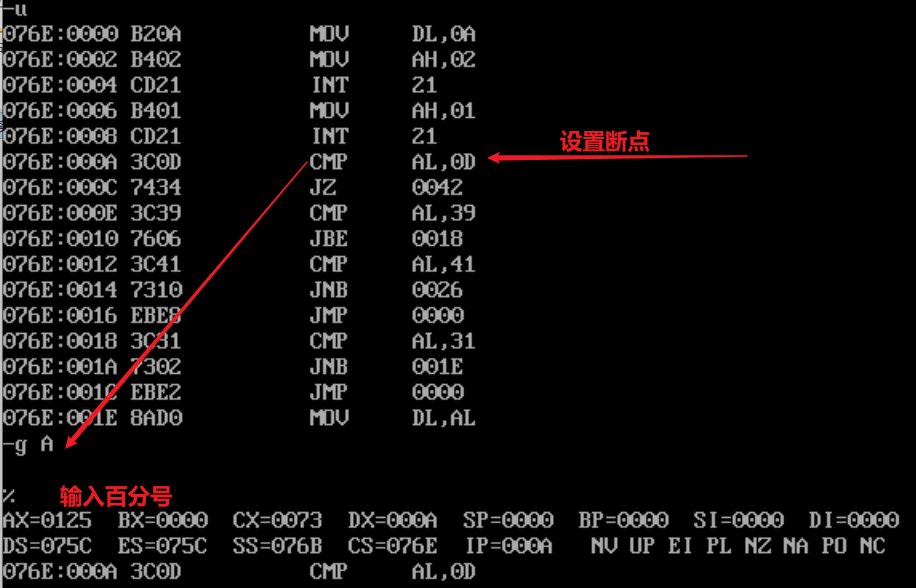 -u
076E:0000 B20A MOV DL,0A
076E:0002 B402 MOV AH,02
076E:0004 CD21 INT 21
076E:0006 B401 MOV AH,01
076E:0008 CD21 INT 21
设置断点
076E:000A 3C0D CMP AL,0D
076E:000C 7434 JZ 0042
076E:000E 3C39 CMP AL,39
076E:0010 7606 JBE 0018
076E:0012 3C41 CMP AL,41
076E:0014 7310 JNB 0026
076E:0016 EBE8 JMP 0000
076E:0018 3C31 CMP AL,31
076E:001A 7302 JNB 001E
076E:001C EBE2 JMP 0000
076E:001E 8AD0 MOV DL,AL
-g A
% 输入百分号
AX=0125 BX=0000 CX=0073 DX=000A SP=0000 BP=0000 SI=0000 DI=0000
DS=075C ES=075C SS=076B CS=076E IP=000A NV UP EI PL NZ NA PO NC
076E:000A 3C0D CMP AL,0D